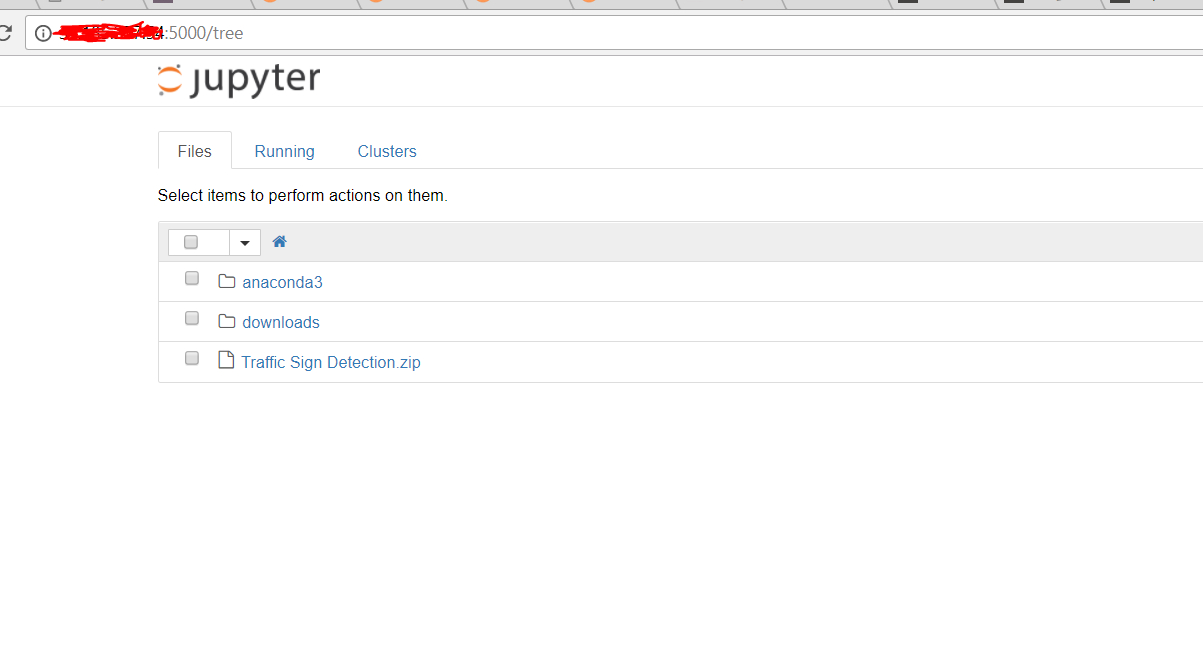 :5000/tree
jupyter
Files Running Clusters
Select items to perform actions on them.
anaconda3
downloads
Traffic Sign Detection.zip